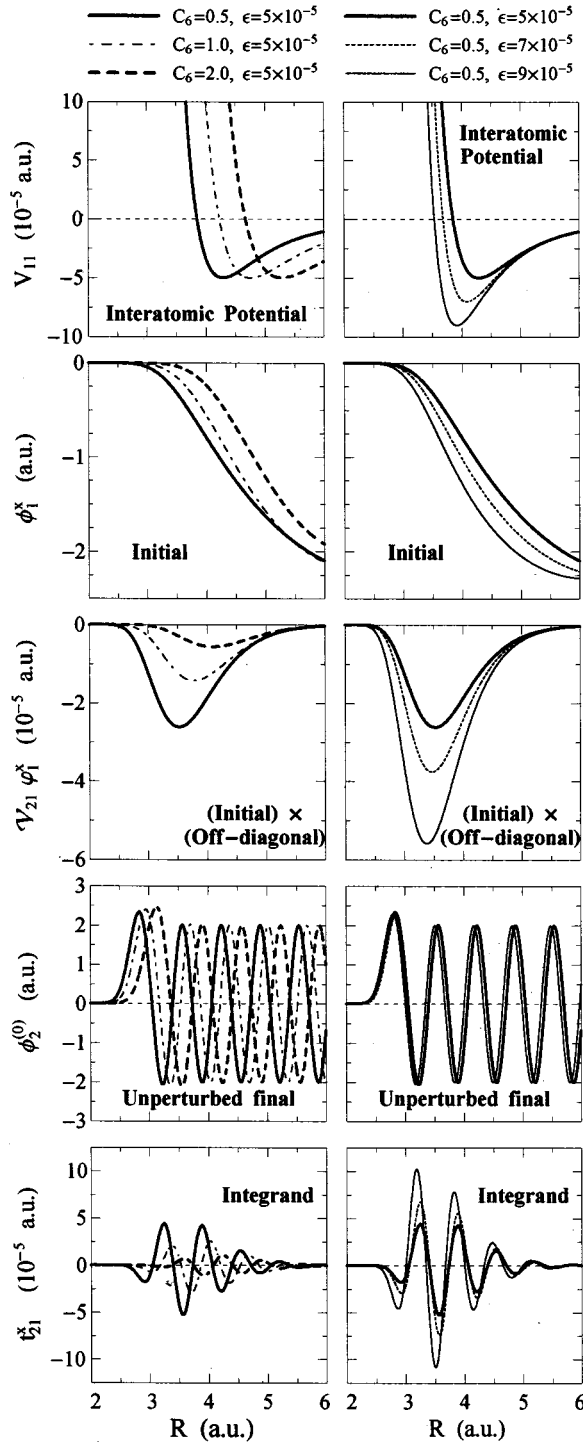 C₆=0.5, ε=5×10⁻⁵
C₆=1.0, ε=5×10⁻⁵
C₆=2.0, ε=5×10⁻⁵
C₆=0.5, ε=5×10⁻⁵
C₆=0.5, ε=7×10⁻⁵
C₆=0.5, ε=9×10⁻⁵
V₁₁ (10⁻⁵ a.u.)
10
5
0
−5
−10
Interatomic Potential
Interatomic
Potential
ϕ₁ˣ (a.u.)
0
−1
−2
Initial
Initial
𝒱₂₁ φ₁ˣ (10⁻⁵ a.u.)
0
−2
−4
−6
(Initial) ×
(Off−diagonal)
(Initial) ×
(Off−diagonal)
ϕ₂⁽⁰⁾ (a.u.)
3
2
1
0
−1
−2
−3
Unperturbed final
Unperturbed final
t₂₁ˣ (10⁻⁵ a.u.)
10
5
0
−5
−10
Integrand
Integrand
2 3 4 5 6
2 3 4 5 6
R (a.u.)
R (a.u.)